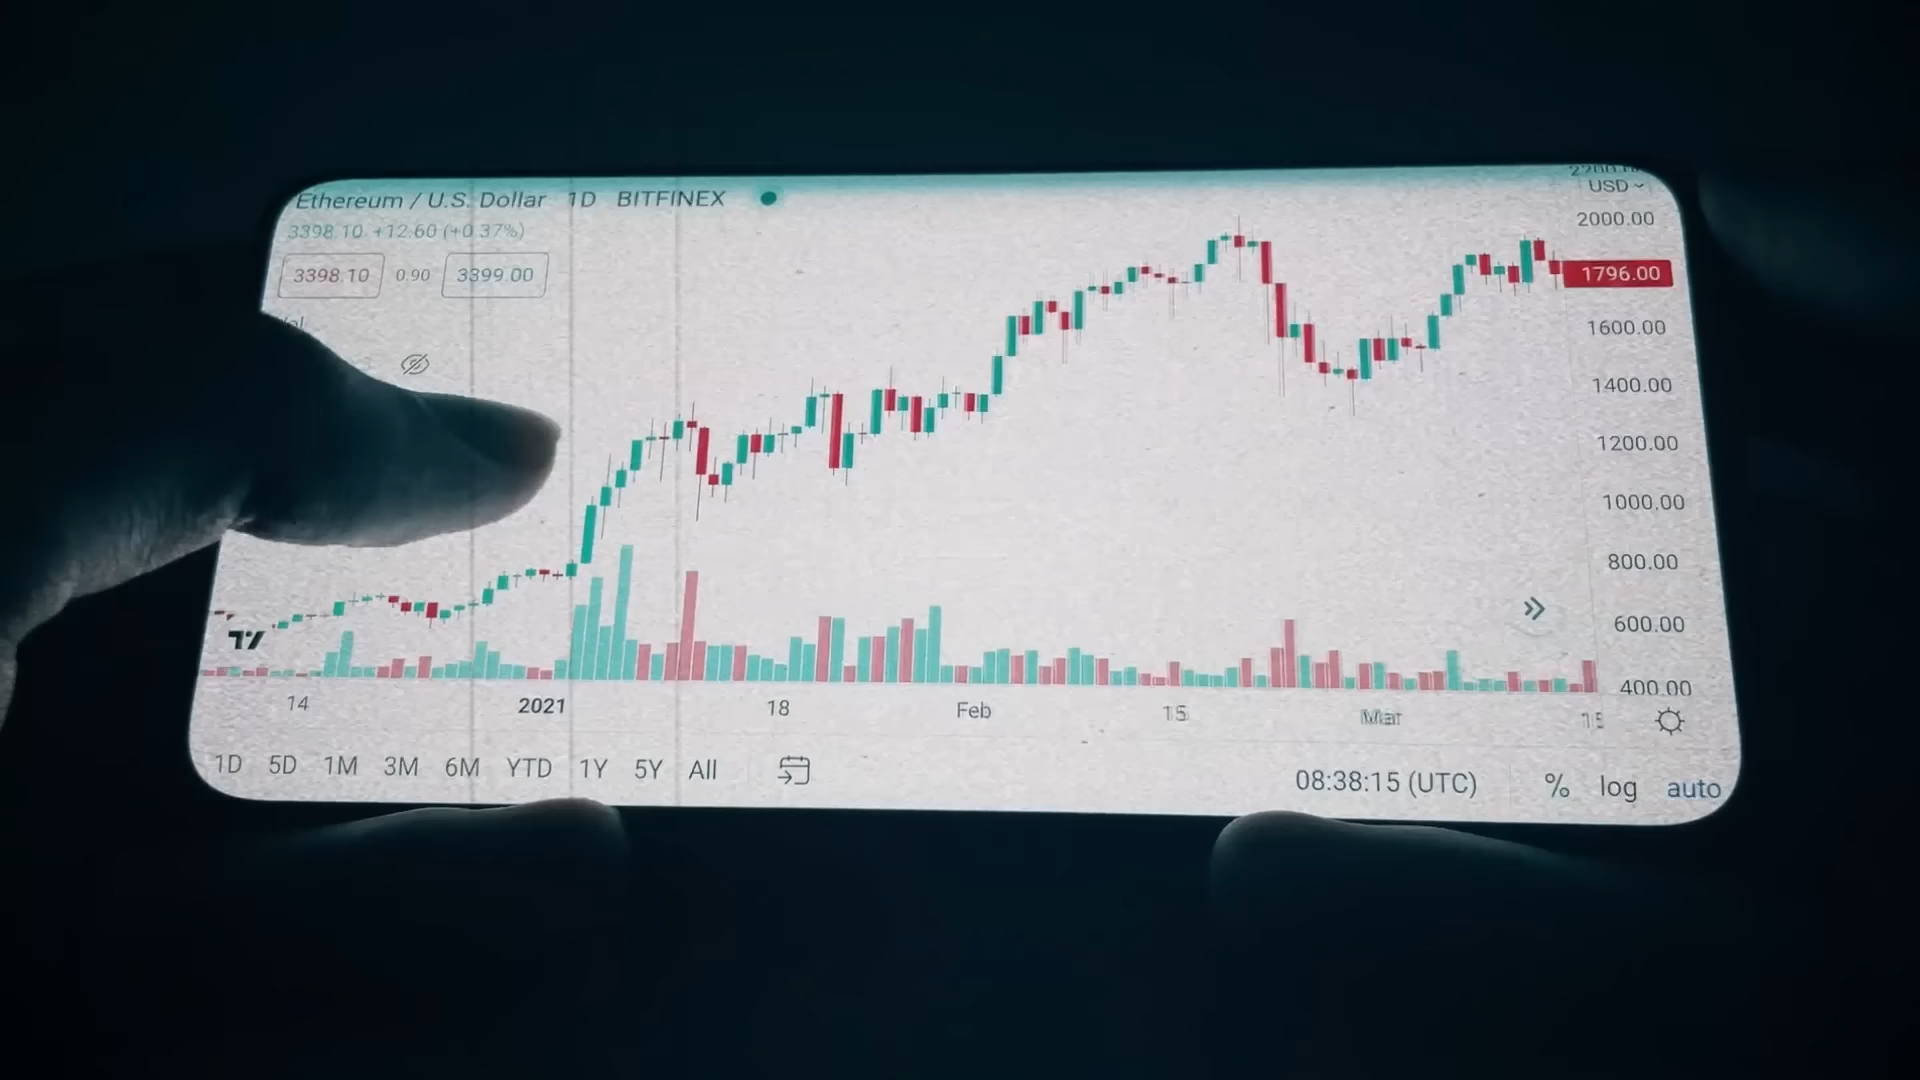 Ethereum / U.S. Dollar 1D BITFINEX
3398.10 +12.60 (+0.37%)
3398.10 0.90 3399.00
USD
2000.00
1796.00
1600.00
1400.00
1200.00
1000.00
800.00
600.00
400.00
14 2021 18 Feb 15 Mar 15
1D 5D 1M 3M 6M YTD 1Y 5Y All
08:38:15 (UTC) % log auto